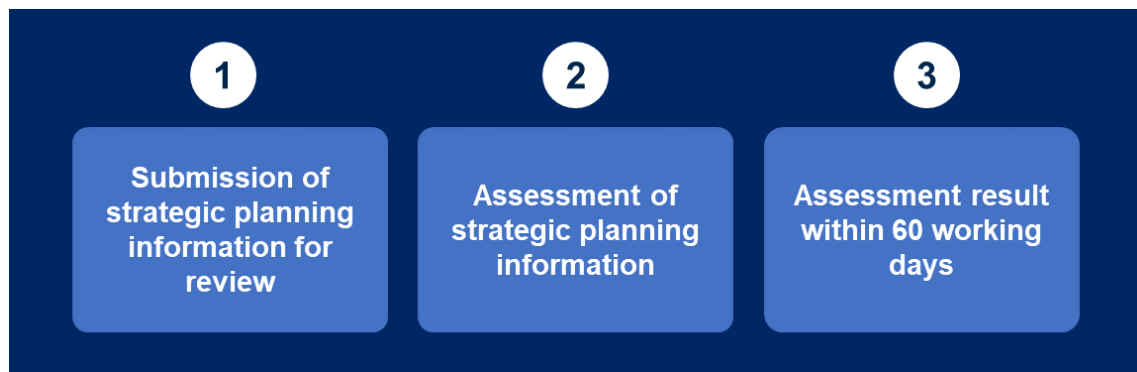 1
Submission of
strategic planning
information for
review
2
Assessment of
strategic planning
information
3
Assessment result
within 60 working
days